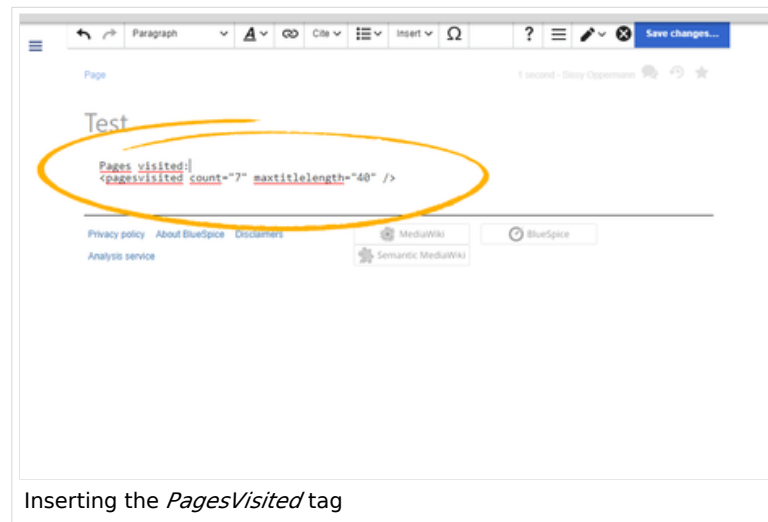 Paragraph A Cite Insert Ω ? Save changes...
Page 1 second - Story Oppermann
Test
Pages visited:
<pagesvisited count="7" maxtitlelength="40" />
Privacy policy About BlueSpice Disclaimers MediaWiki BlueSpice
Analysis service Semantic MediaWiki
Inserting the PagesVisited tag